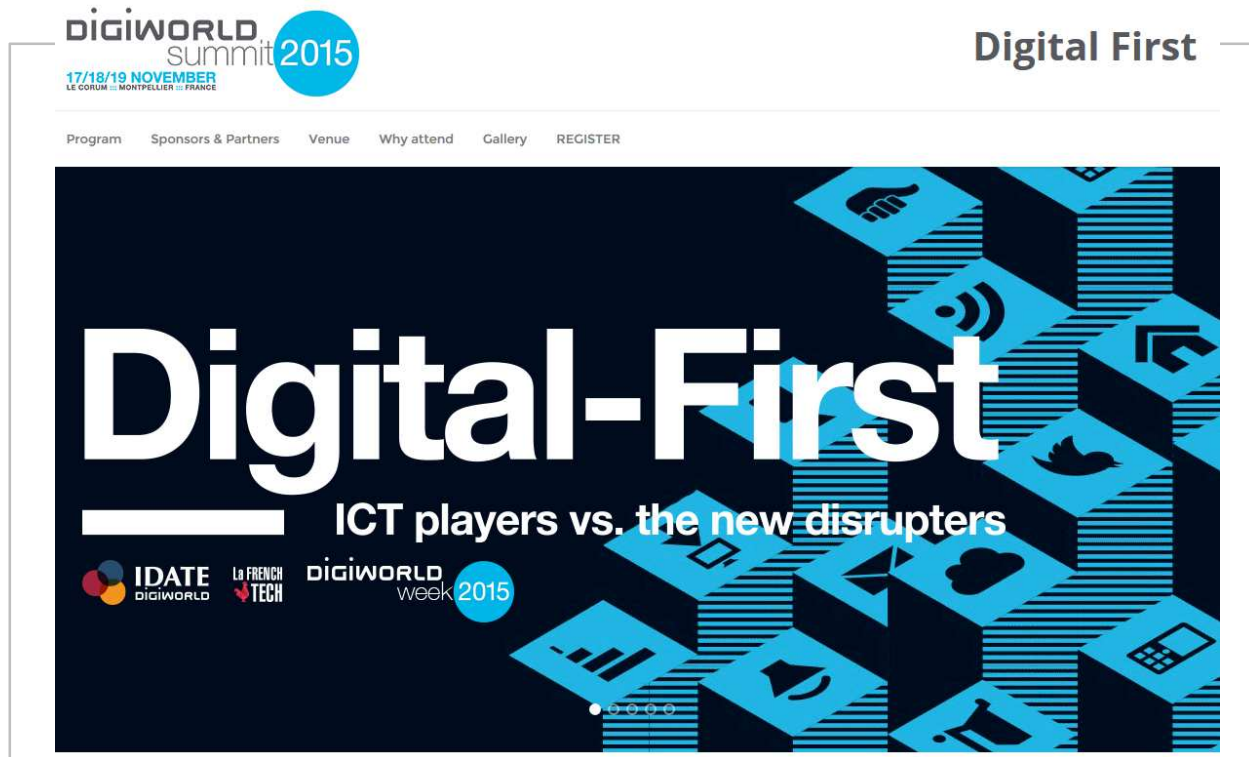 DIGIWORLD
summit 2015
17/18/19 NOVEMBER
LE CORUM ::: MONTPELLIER ::: FRANCE
Digital First
Program Sponsors & Partners Venue Why attend Gallery REGISTER
Digital-First
ICT players vs. the new disrupters
IDATE
DIGIWORLD
La FRENCH
TECH
DIGIWORLD
week 2015